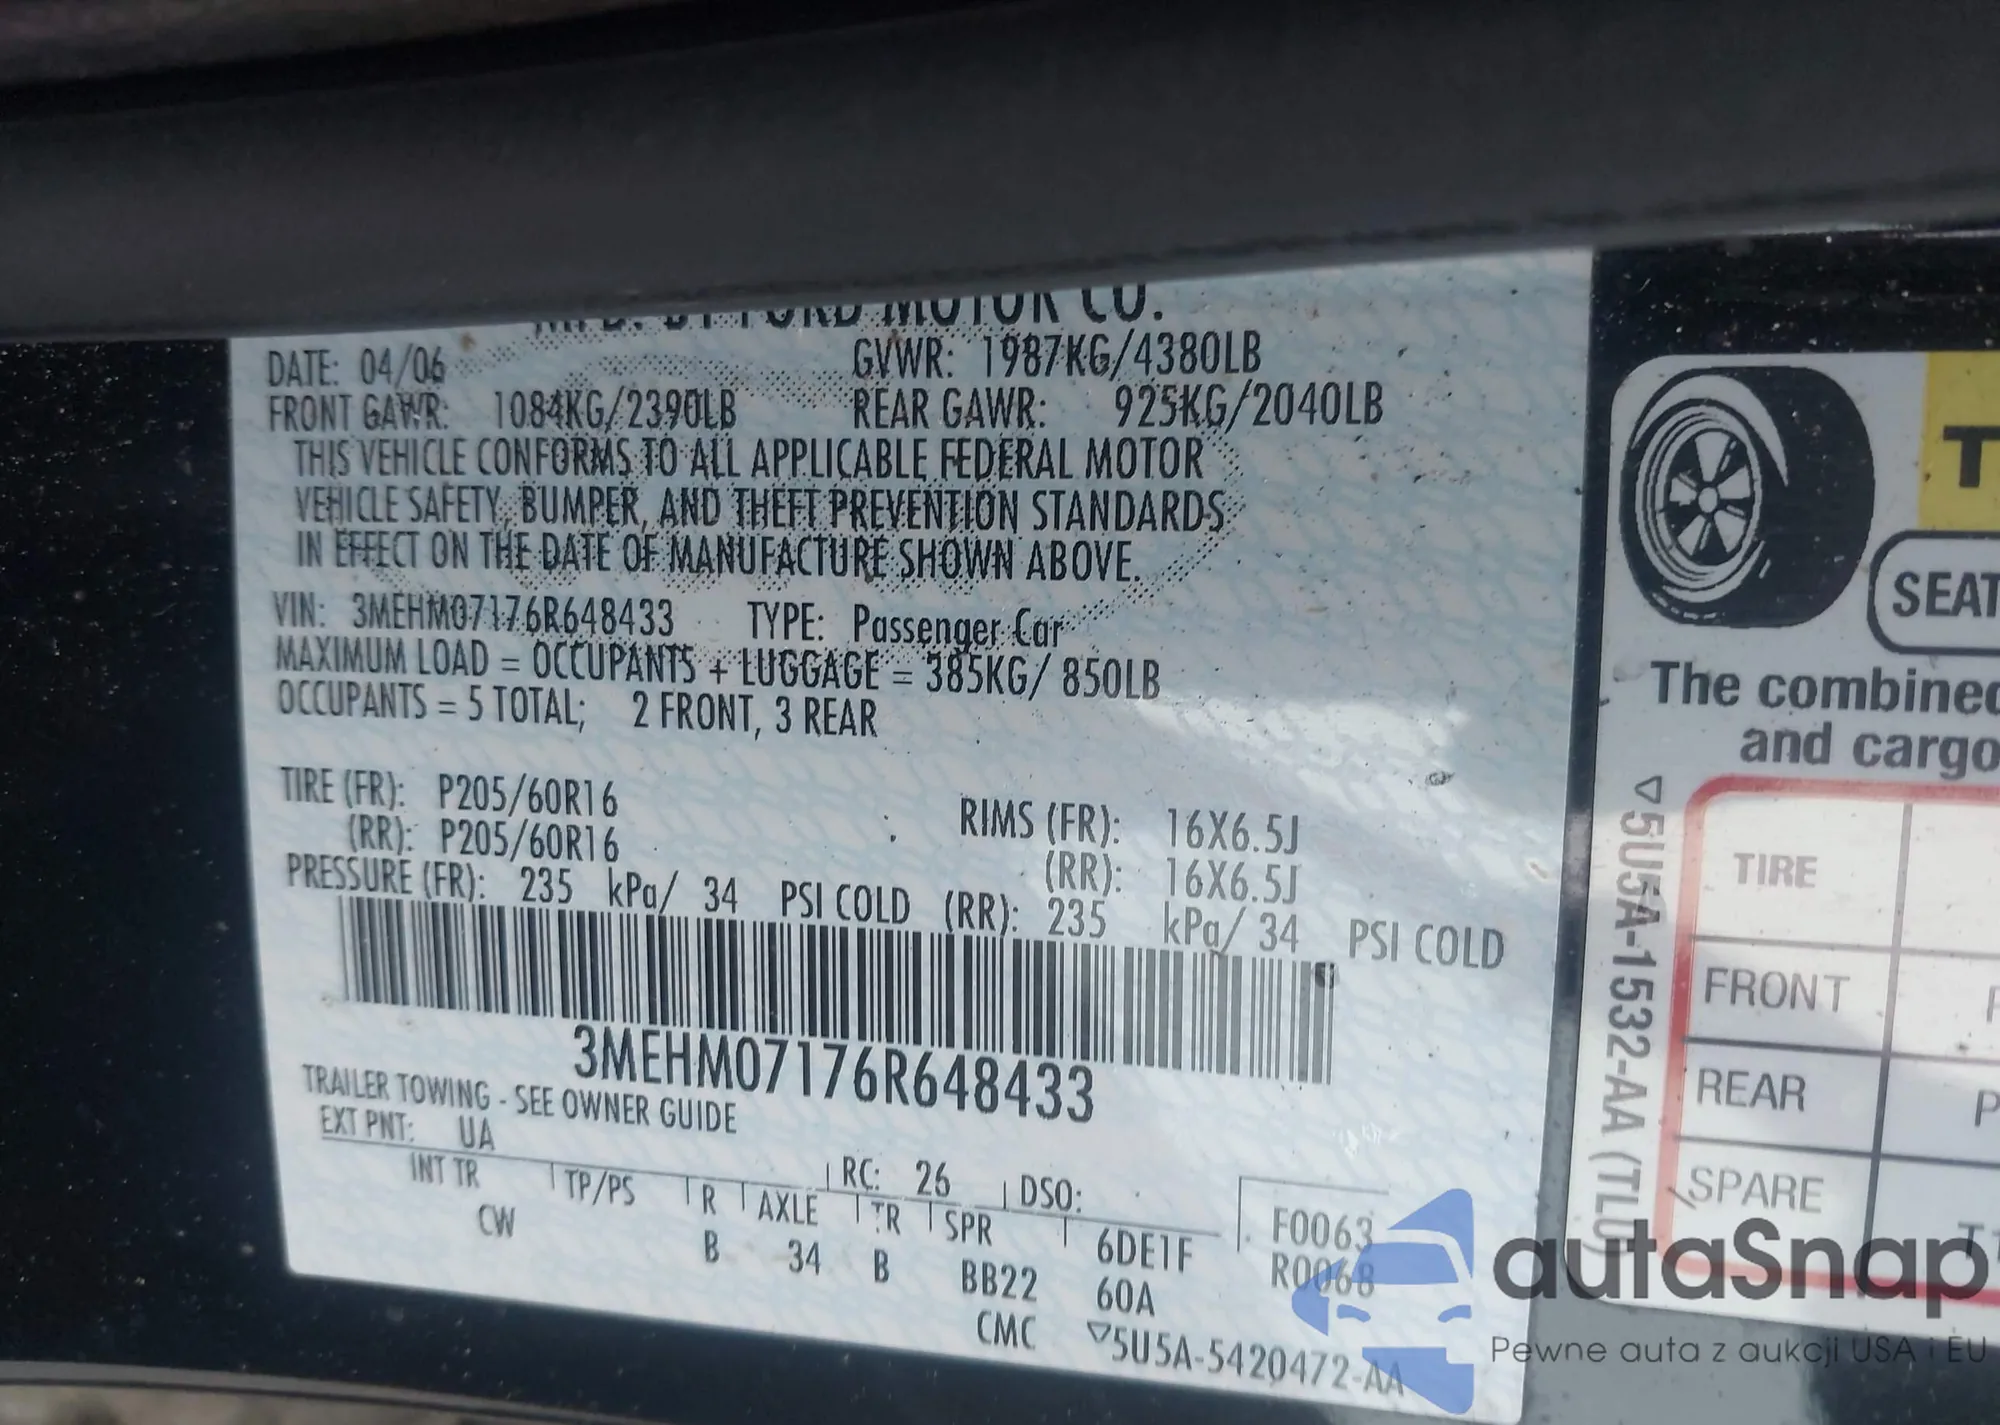 MFD. BY FORD MOTOR CO.
DATE: 04/06 GVWR: 1987KG/4380LB
FRONT GAWR: 1084KG/2390LB REAR GAWR: 925KG/2040LB
THIS VEHICLE CONFORMS TO ALL APPLICABLE FEDERAL MOTOR
VEHICLE SAFETY, BUMPER, AND THEFT PREVENTION STANDARDS
IN EFFECT ON THE DATE OF MANUFACTURE SHOWN ABOVE.
VIN: 3MEHM07176R648433 TYPE: Passenger Car
MAXIMUM LOAD = OCCUPANTS + LUGGAGE = 385KG/ 850LB
OCCUPANTS = 5 TOTAL; 2 FRONT, 3 REAR
TIRE (FR): P205/60R16 RIMS (FR): 16X6.5J
(RR): P205/60R16 (RR): 16X6.5J
PRESSURE (FR): 235 kPa/ 34 PSI COLD (RR): 235 kPa/ 34 PSI COLD
3MEHM07176R648433
TRAILER TOWING - SEE OWNER GUIDE
EXT PNT: UA RC: 26 DSO:
INT TR TP/PS R AXLE TR SPR 6DE1F F0063
CW B 34 B BB22 60A R0068
CMC ▽5U5A-5420472-AA
T
SEAT
The combined
and cargo
▽5U5A-1532-AA (TLU)
TIRE
FRONT
REAR P
SPARE T
autaSnap
Pewne auta z aukcji USA i EU